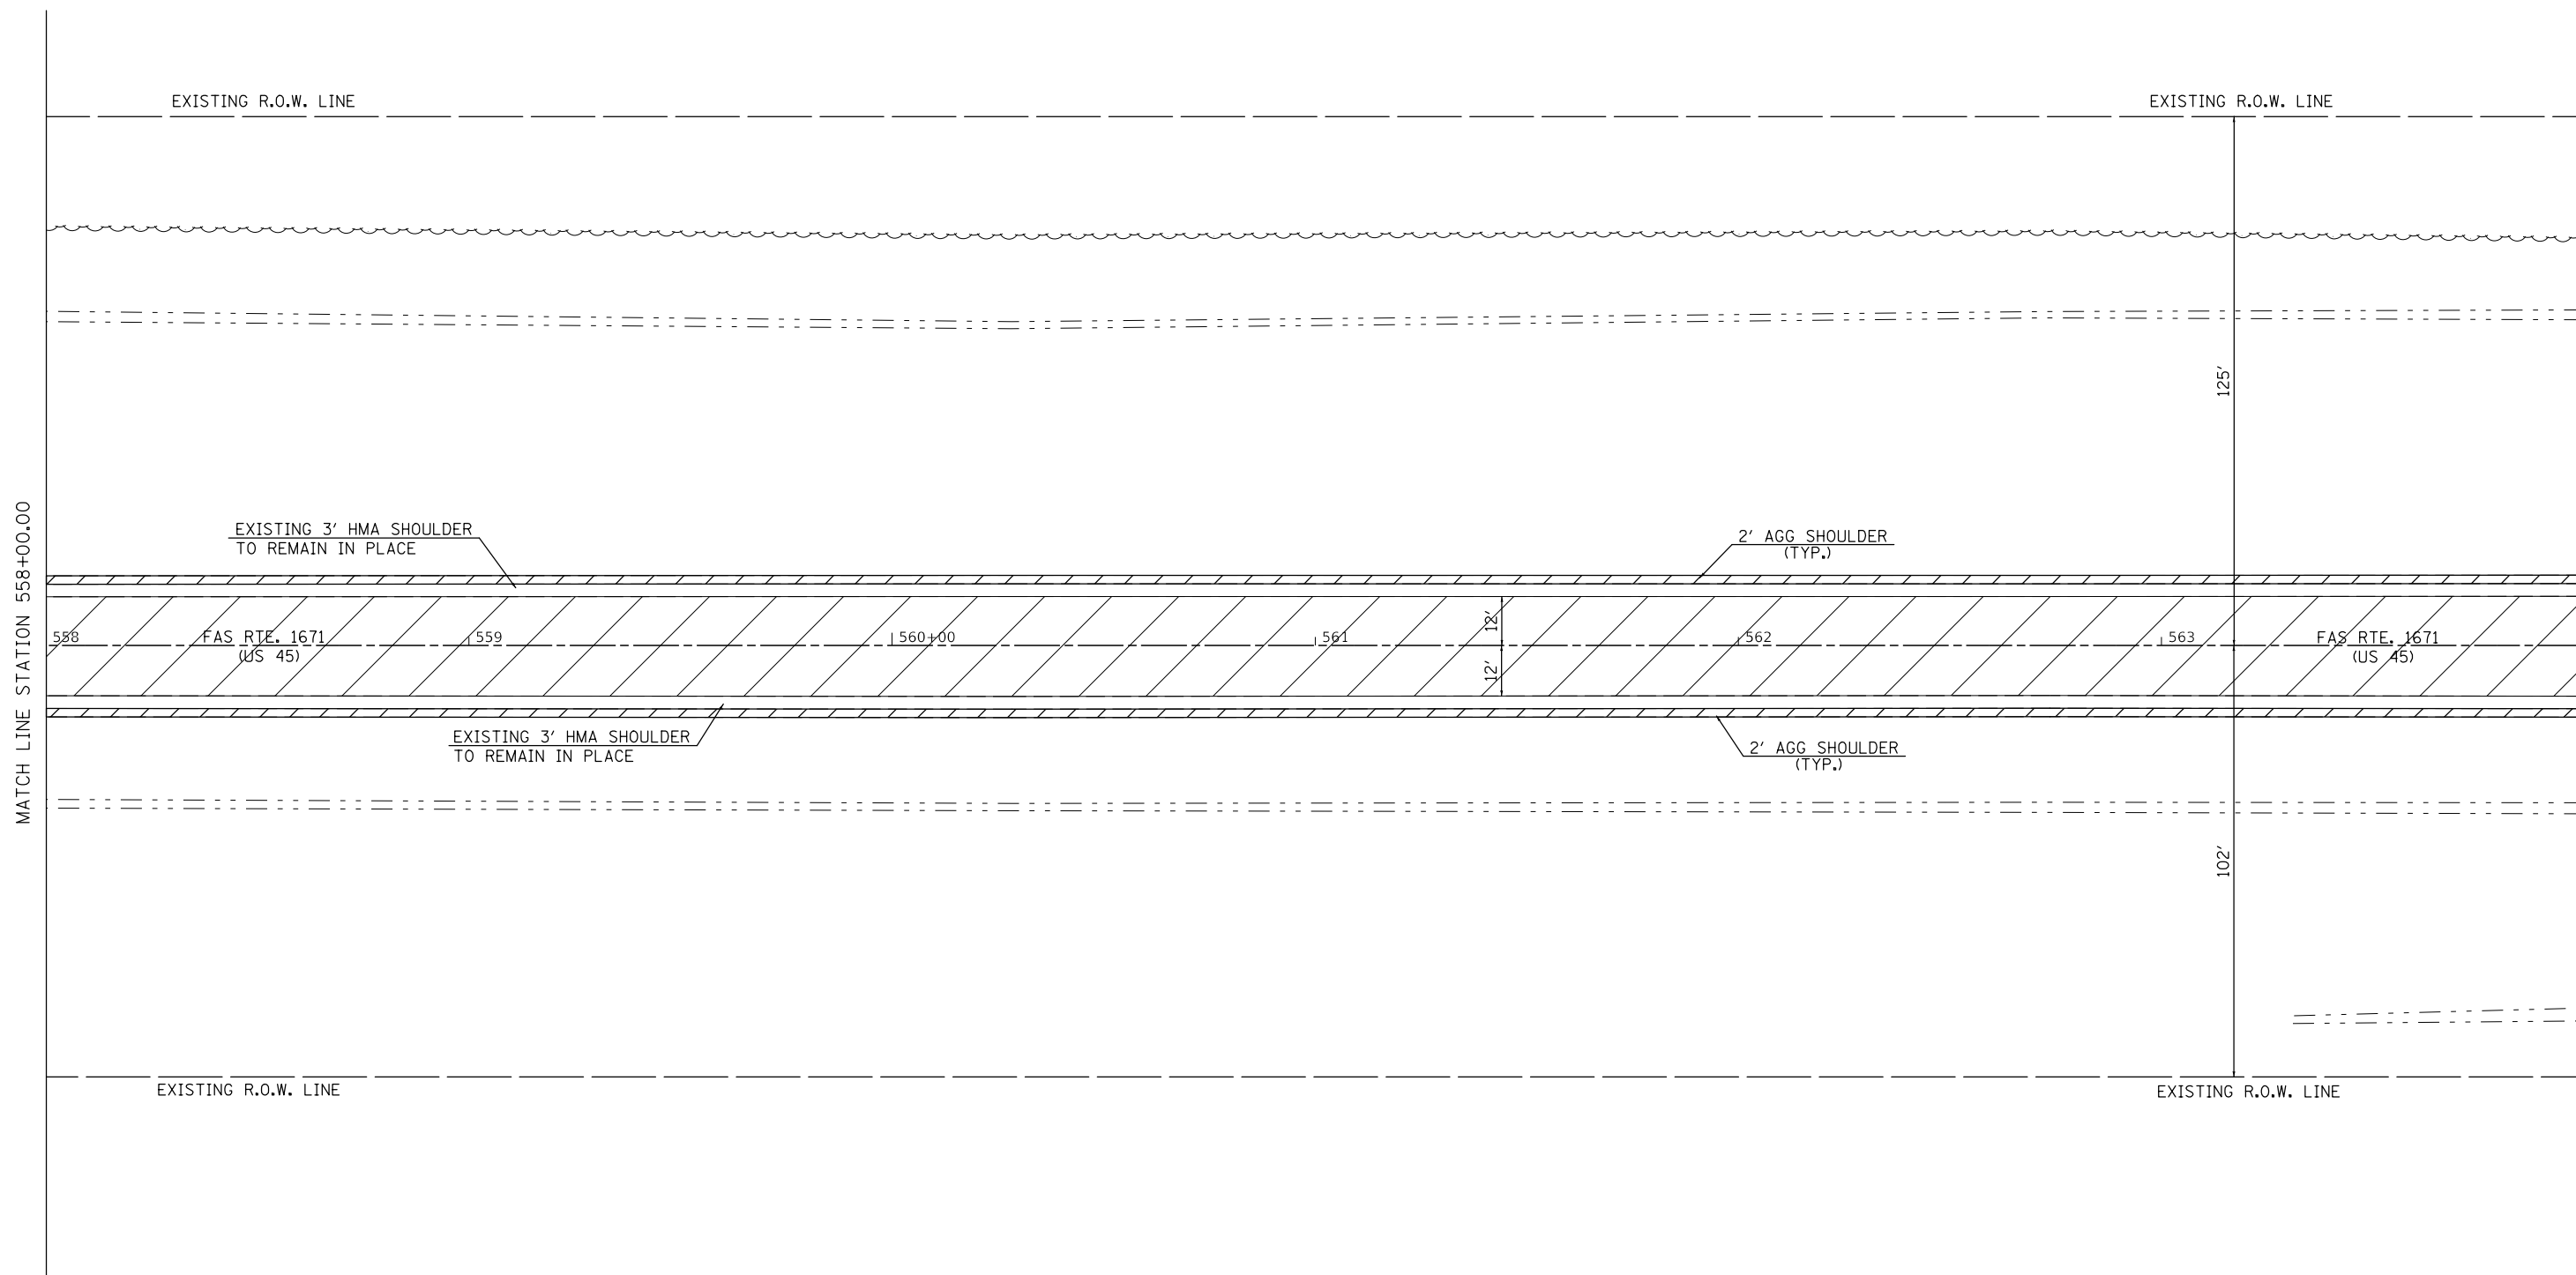 EXISTING R.O.W. LINE
EXISTING R.O.W. LINE
125'
MATCH LINE STATION 558+00.00
EXISTING 3' HMA SHOULDER
TO REMAIN IN PLACE
2' AGG SHOULDER
(TYP.)
12'
558
FAS RTE. 1671
(US 45)
559
560+00
561
562
563
FAS RTE. 1671
(US 45)
12'
EXISTING 3' HMA SHOULDER
TO REMAIN IN PLACE
2' AGG SHOULDER
(TYP.)
102'
EXISTING R.O.W. LINE
EXISTING R.O.W. LINE